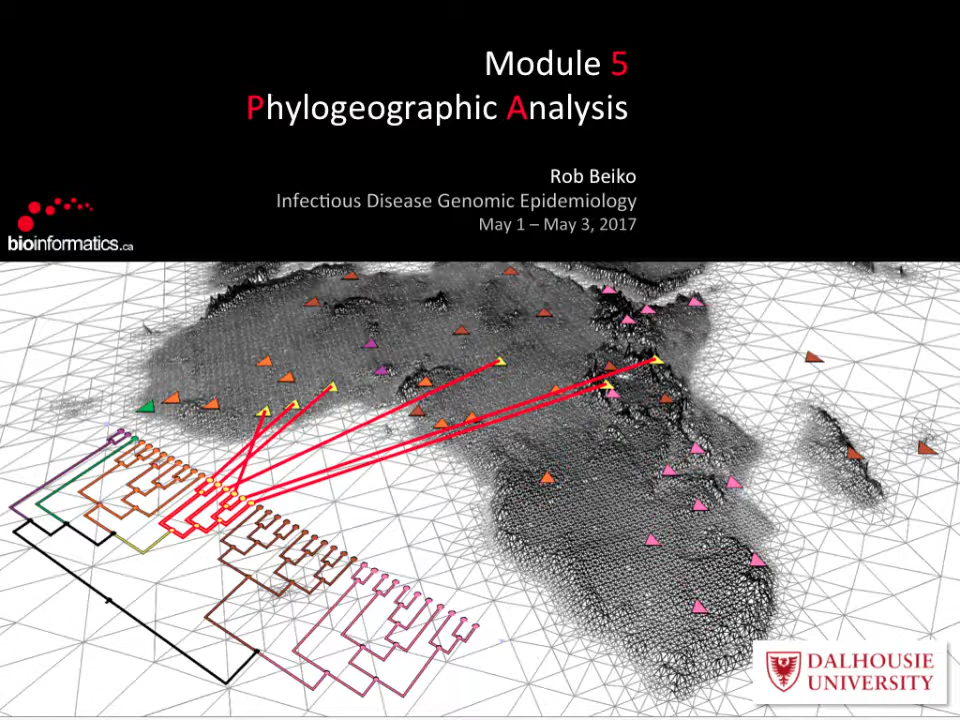 Module 5
Phylogeographic Analysis
Rob Beiko
Infectious Disease Genomic Epidemiology
May 1 – May 3, 2017
bioinformatics.ca
DALHOUSIE
UNIVERSITY